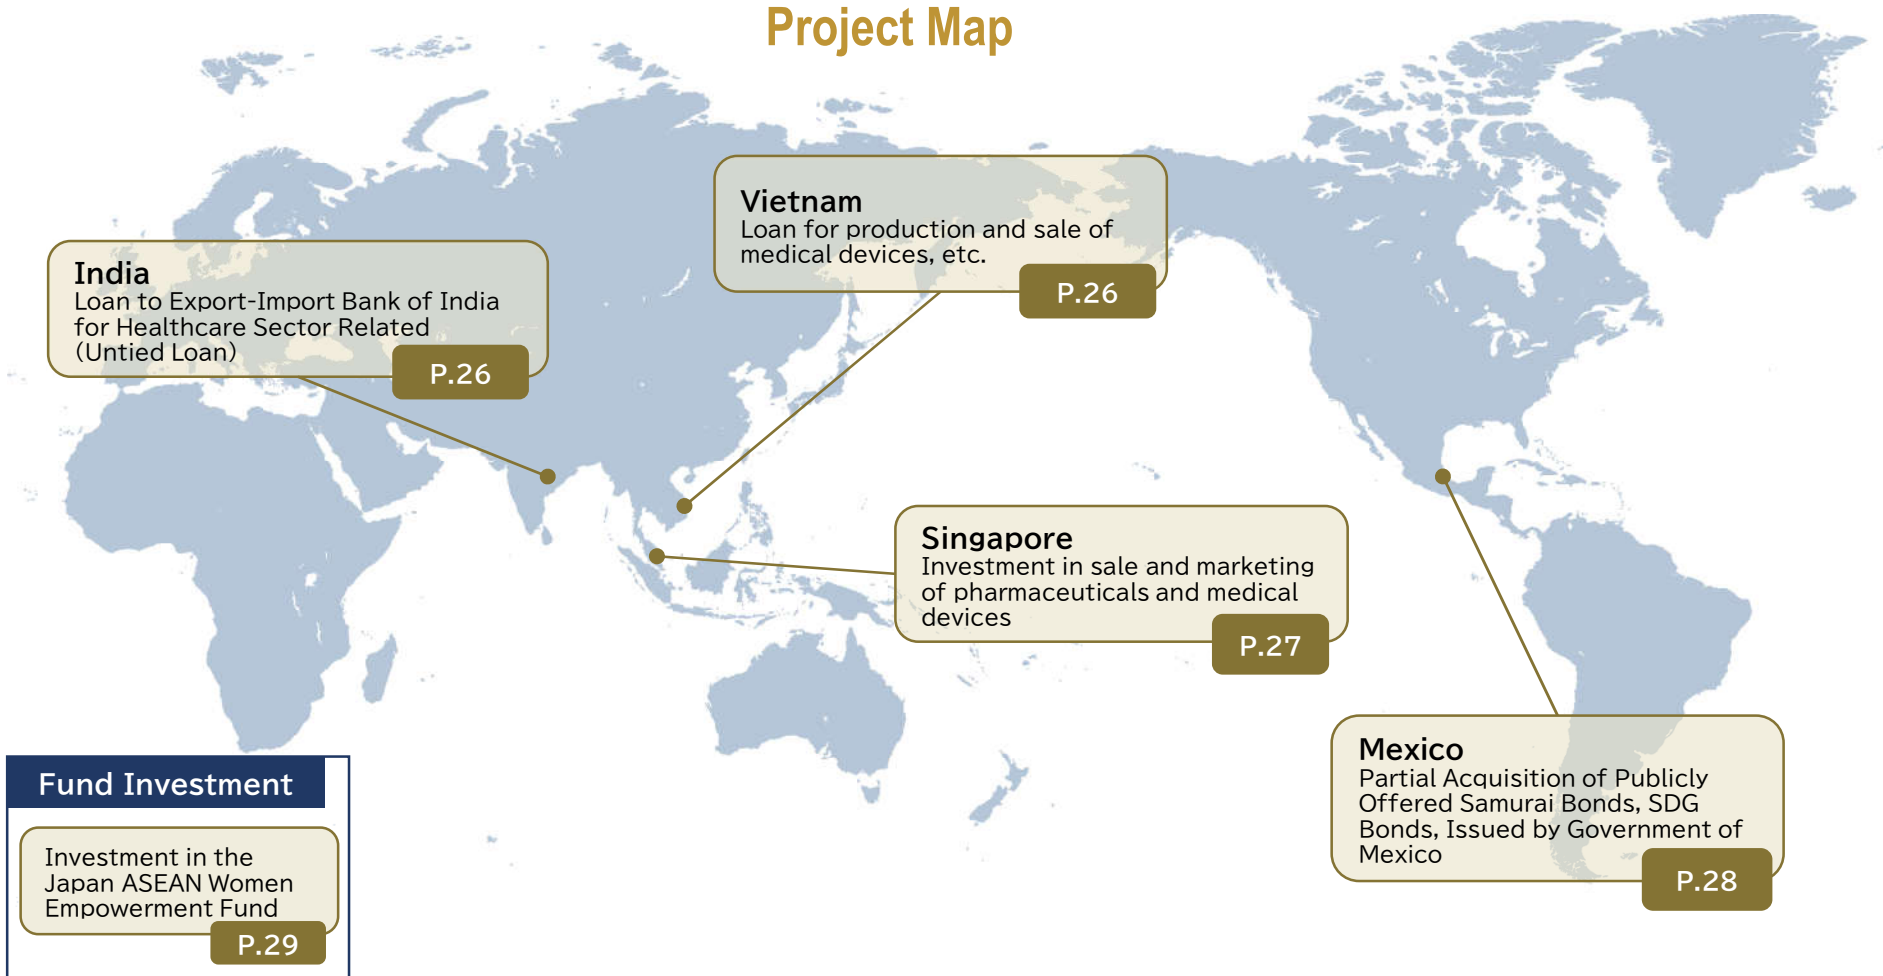 Project Map
Vietnam
Loan for production and sale of
medical devices, etc.
P.26
India
Loan to Export-Import Bank of India
for Healthcare Sector Related
(Untied Loan)
P.26
Singapore
Investment in sale and marketing
of pharmaceuticals and medical
devices
P.27
Mexico
Partial Acquisition of Publicly
Offered Samurai Bonds, SDG
Bonds, Issued by Government of
Mexico
P.28
Fund Investment
Investment in the
Japan ASEAN Women
Empowerment Fund
P.29